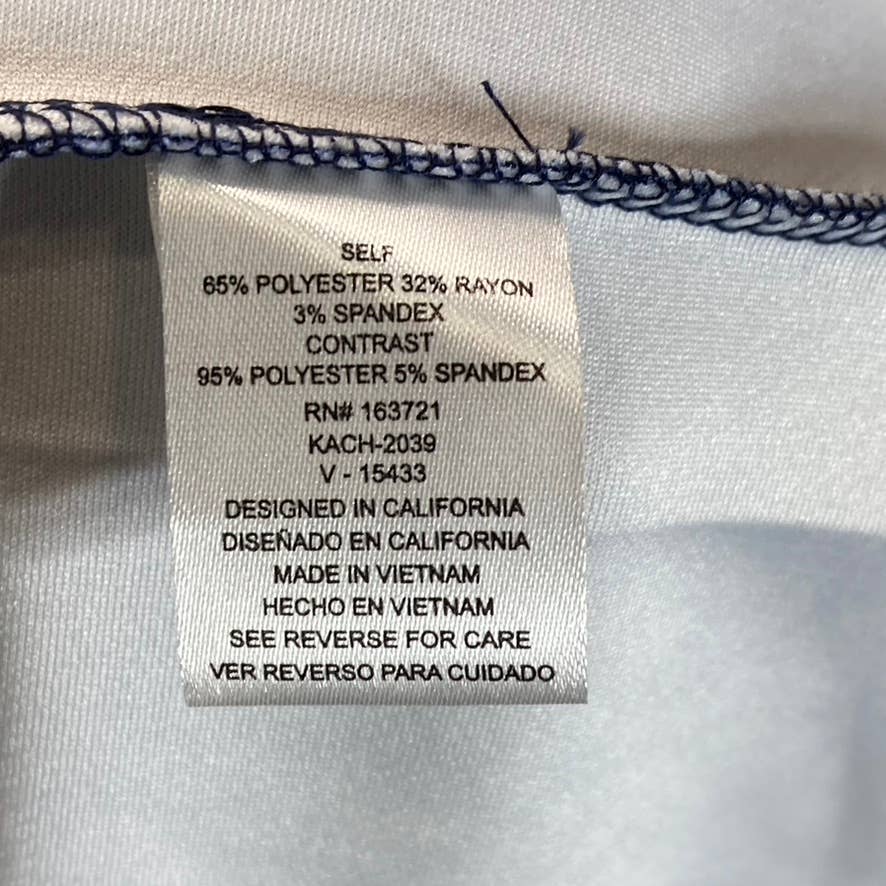 SELF
65% POLYESTER 32% RAYON
3% SPANDEX
CONTRAST
95% POLYESTER 5% SPANDEX
RN# 163721
KACH-2039
V - 15433
DESIGNED IN CALIFORNIA
DISEÑADO EN CALIFORNIA
MADE IN VIETNAM
HECHO EN VIETNAM
SEE REVERSE FOR CARE
VER REVERSO PARA CUIDADO